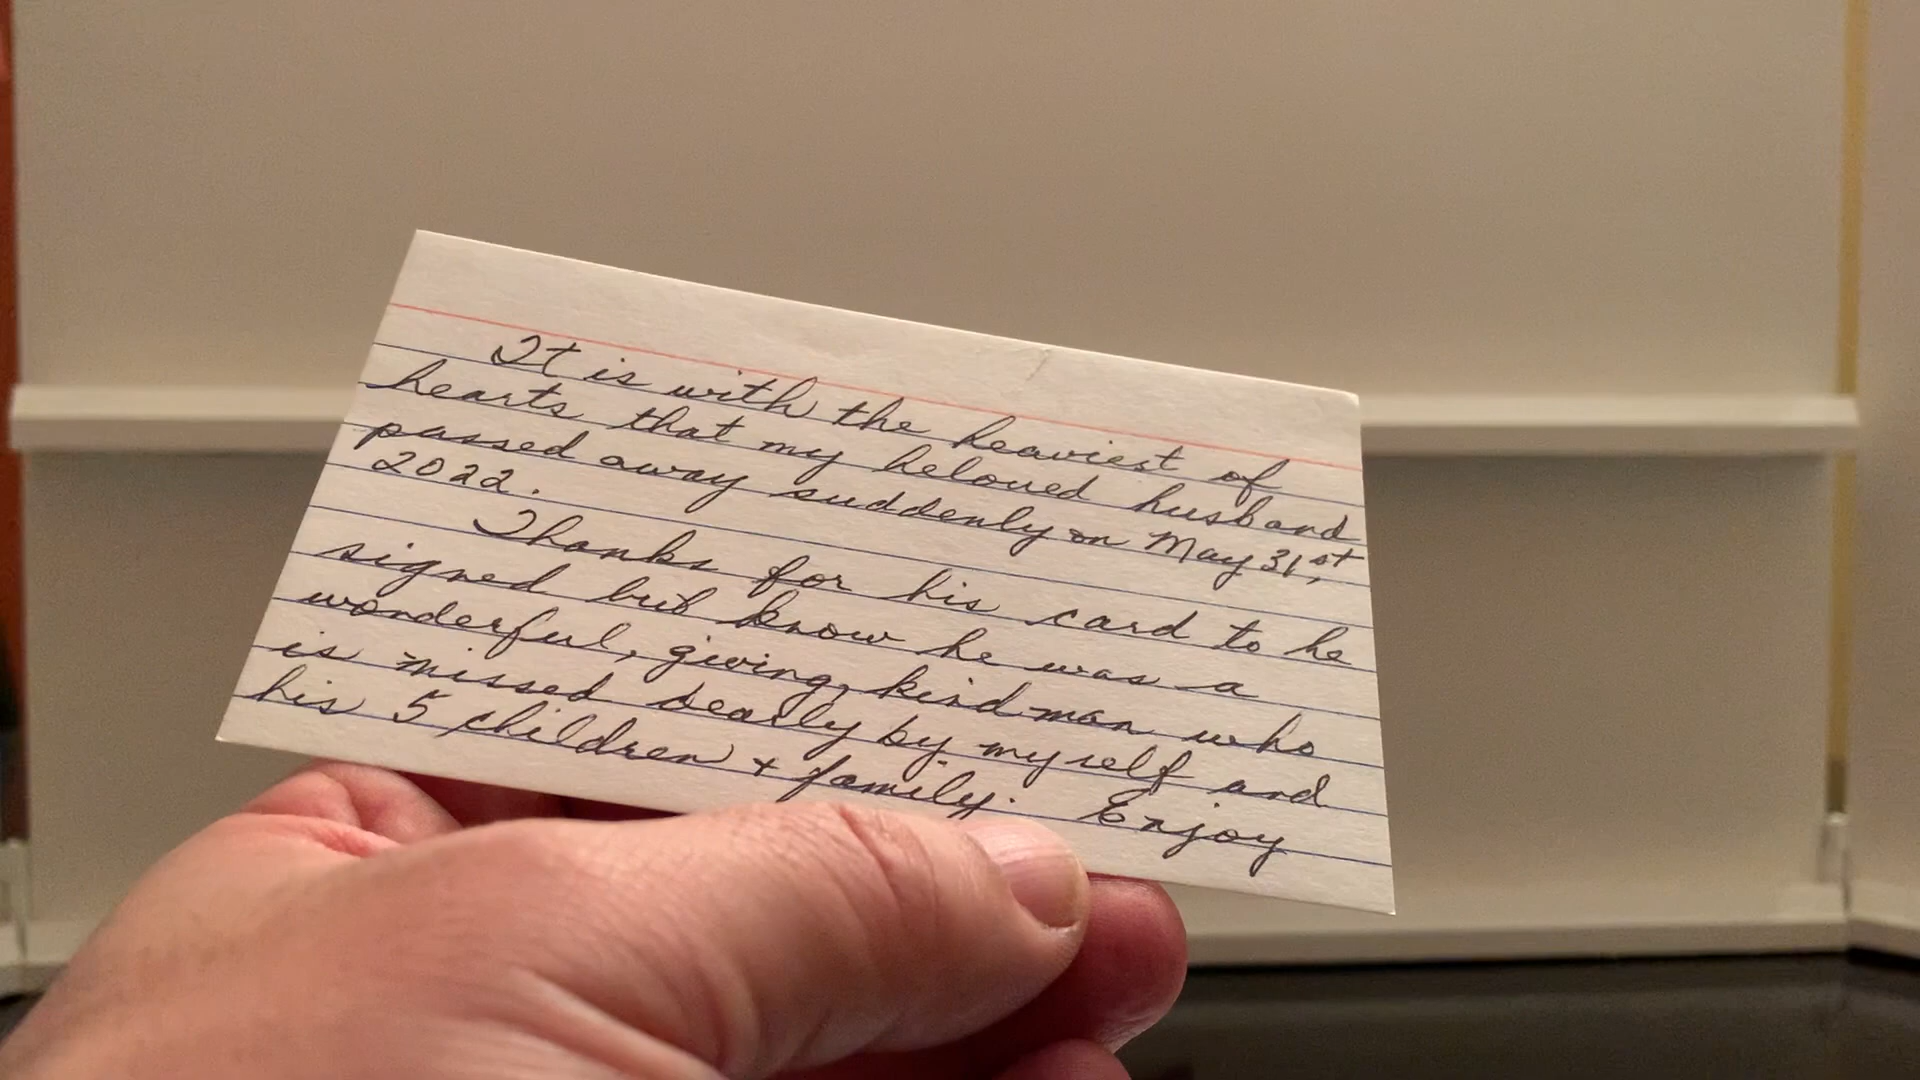 It is with the heaviest of
hearts that my beloved husband
passed away suddenly on May 31st,
2022.
Thanks for his card to he
signed but know he was a
wonderful, giving, kind man who
is missed dearly by myself and
his 5 children + family. Enjoy